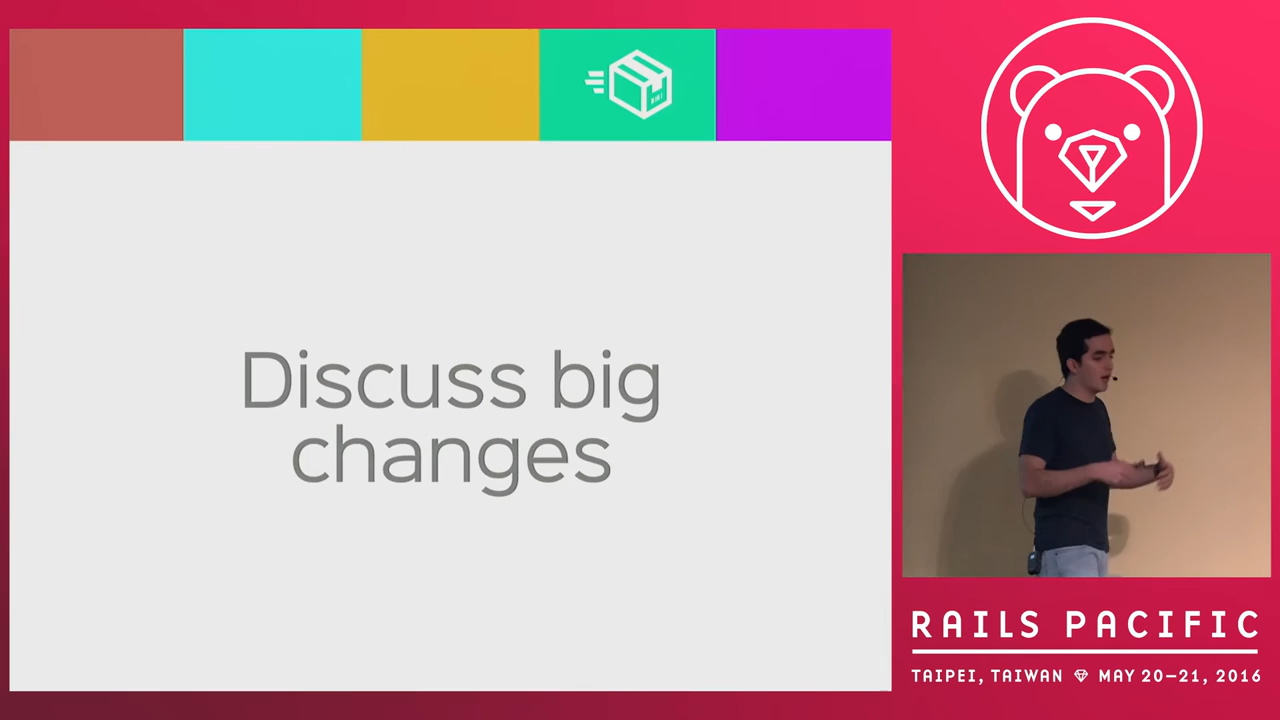 Discuss big
changes
RAILS PACIFIC
TAIPEI, TAIWAN MAY 20–21, 2016